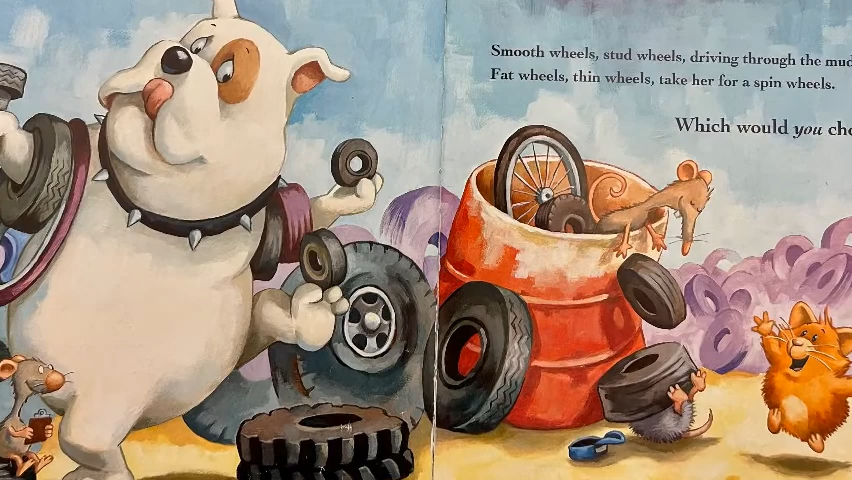 Smooth wheels, stud wheels, driving through the mud
Fat wheels, thin wheels, take her for a spin wheels.
Which would you